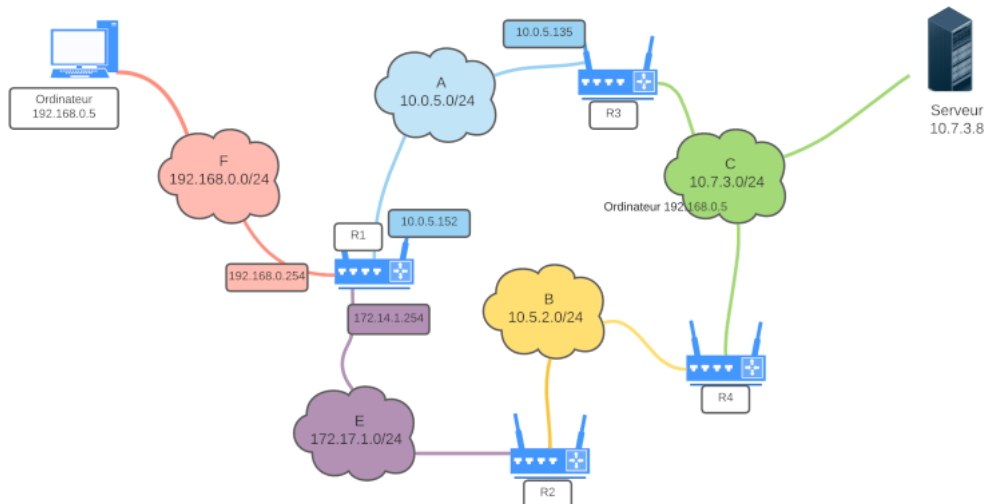 10.0.5.135
Ordinateur
192.168.0.5
A
10.0.5.0/24
R3
Serveur
10.7.3.8
F
192.168.0.0/24
C
10.7.3.0/24
Ordinateur 192.168.0.5
10.0.5.152
R1
192.168.0.254
172.14.1.254
B
10.5.2.0/24
R4
E
172.17.1.0/24
R2